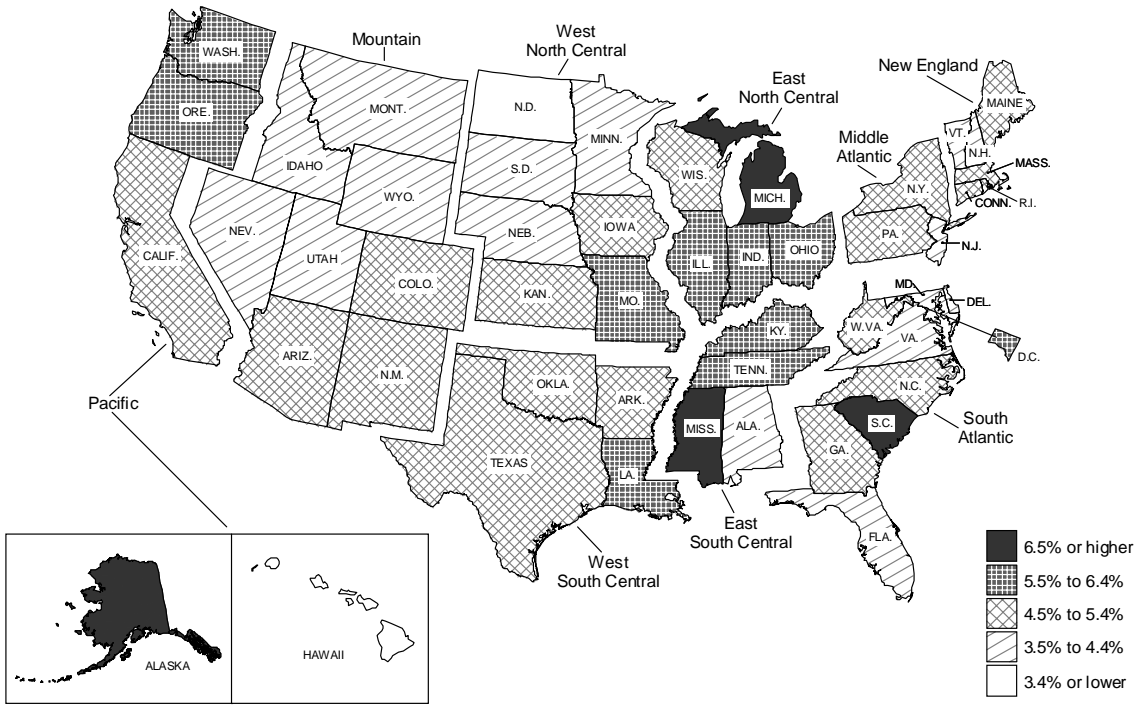 Mountain
West
North Central
New England
East
North Central
Middle
Atlantic
WASH.
ORE.
MONT.
IDAHO
WYO.
N.D.
S.D.
MINN.
WIS.
MICH.
MAINE
VT.
N.H.
MASS.
N.Y.
CONN.
R.I.
CALIF.
NEV.
UTAH
COLO.
NEB.
IOWA
KAN.
MO.
ILL.
IND.
OHIO
PA.
N.J.
MD.
DEL.
W.VA.
VA.
D.C.
KY.
TENN.
N.C.
ARIZ.
N.M.
OKLA.
ARK.
MISS.
ALA.
S.C.
GA.
TEXAS
LA.
FLA.
Pacific
South
Atlantic
East
South Central
West
South Central
ALASKA
HAWAII
6.5% or higher
5.5% to 6.4%
4.5% to 5.4%
3.5% to 4.4%
3.4% or lower